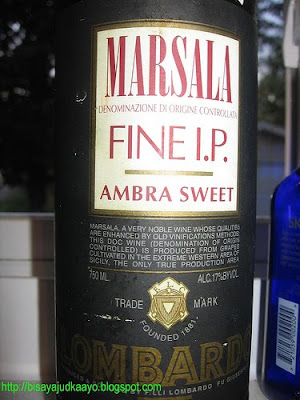 MARSALA
DENOMINAZIONE DI ORIGINE CONTROLLATA
FINE I.P.
AMBRA SWEET
MARSALA, A VERY NOBLE WINE WHOSE QUALITIES
ARE ENHANCED BY OLD VINIFICATIONS METHODS.
THIS DOC WINE (DENOMINATION OF ORIGIN
CONTROLLED) IS PRODUCED FROM GRAPES
CULTIVATED IN THE EXTREME WESTERN AREA OF
SICILY, THE ONLY TRUE PRODUCTION AREA
750 ML. ALC. 17% BY VOL.
TRADE MARK
FOUNDED 1881
LOMBARDO
F.LLI LOMBARDO FU
http://bisayajudkaayo.blogspot.com